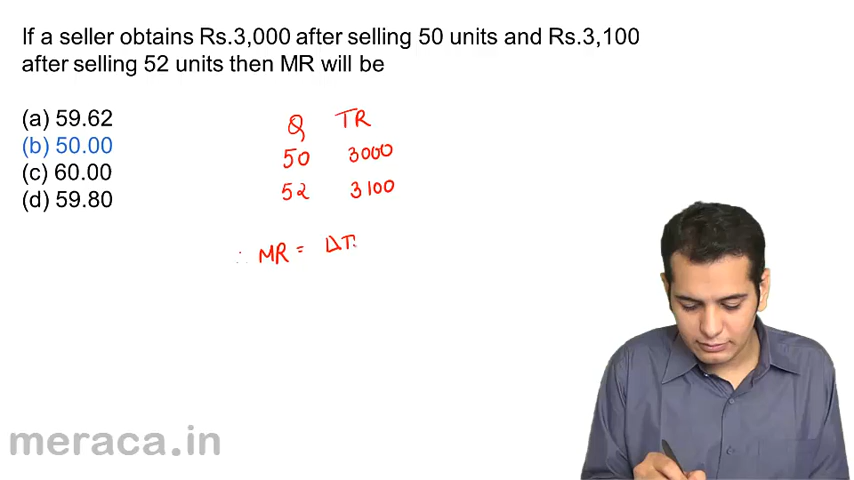 If a seller obtains Rs.3,000 after selling 50 units and Rs.3,100
after selling 52 units then MR will be
(a) 59.62
(b) 50.00
(c) 60.00
(d) 59.80
Q TR
50 3000
52 3100
∴ MR = ΔT
meraca.in